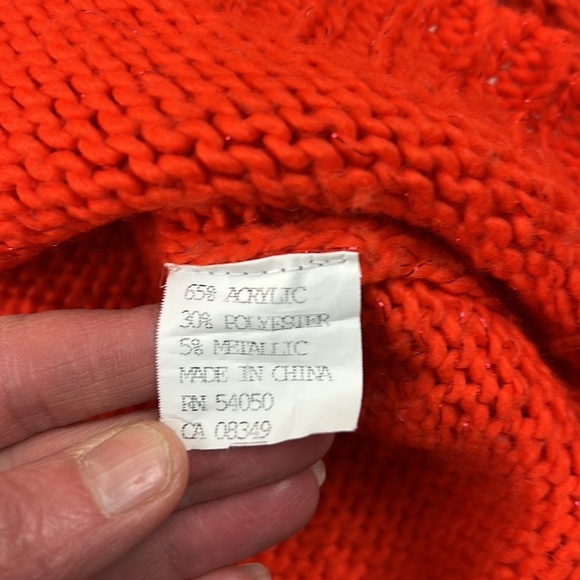 65% ACRYLIC
30% POLYESTER
5% METALLIC
MADE IN CHINA
RN 54050
CA 08349